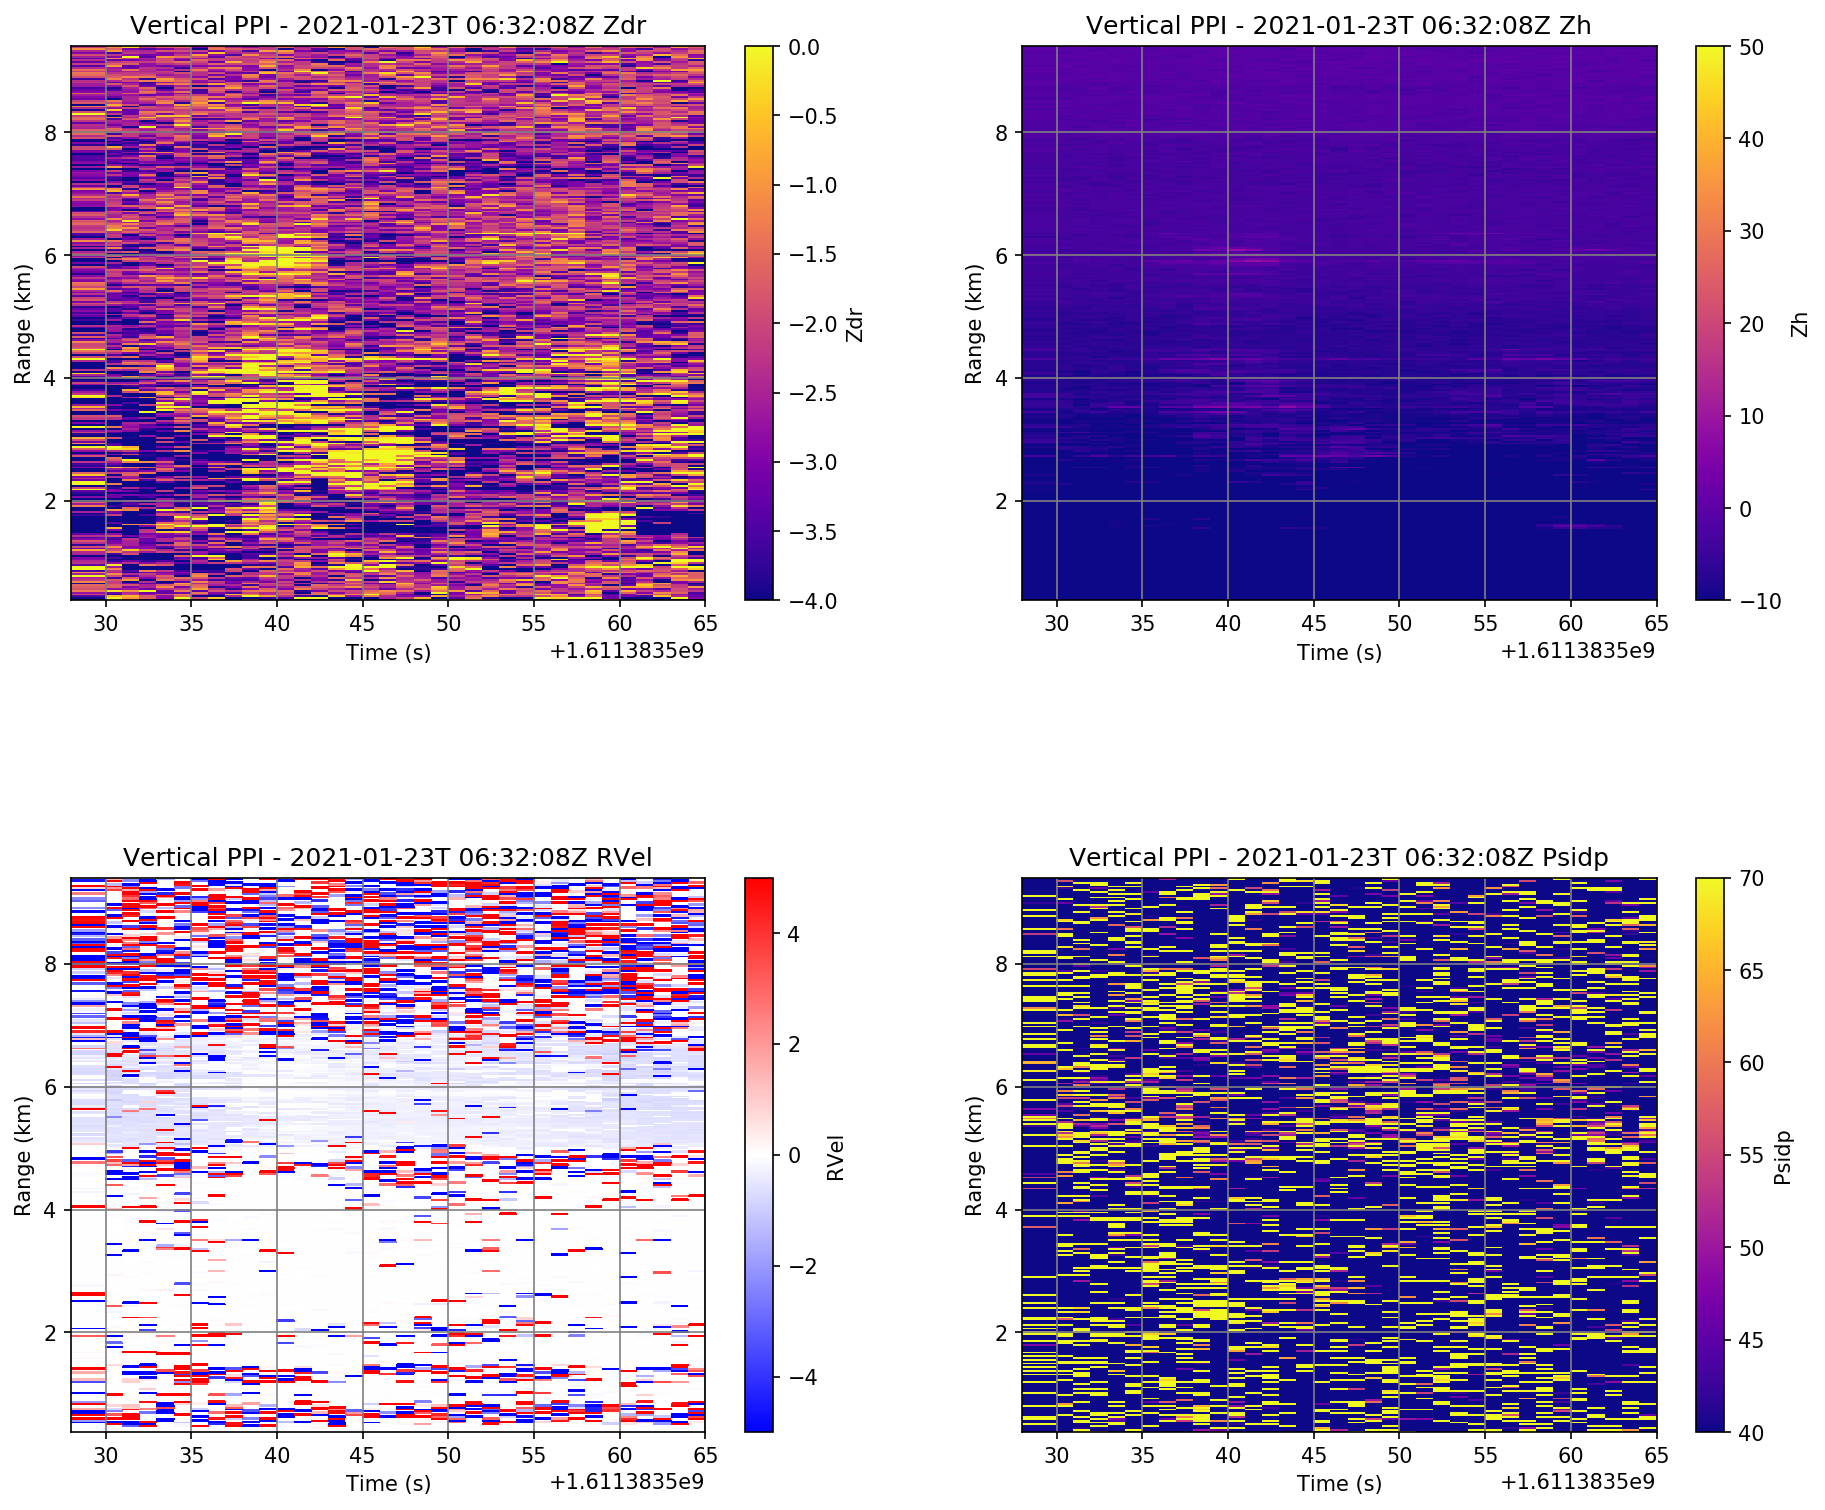 Vertical PPI - 2021-01-23T 06:32:08Z Zdr
8
6
4
2
Range (km)
30 35 40 45 50 55 60 65
Time (s)
+1.6113835e9
0.0
−0.5
−1.0
−1.5
−2.0
−2.5
−3.0
−3.5
−4.0
Zdr
Vertical PPI - 2021-01-23T 06:32:08Z Zh
8
6
4
2
Range (km)
30 35 40 45 50 55 60 65
Time (s)
+1.6113835e9
50
40
30
20
10
0
−10
Zh
Vertical PPI - 2021-01-23T 06:32:08Z RVel
8
6
4
2
Range (km)
30 35 40 45 50 55 60 65
Time (s)
+1.6113835e9
4
2
0
−2
−4
RVel
Vertical PPI - 2021-01-23T 06:32:08Z Psidp
8
6
4
2
Range (km)
30 35 40 45 50 55 60 65
Time (s)
+1.6113835e9
70
65
60
55
50
45
40
Psidp